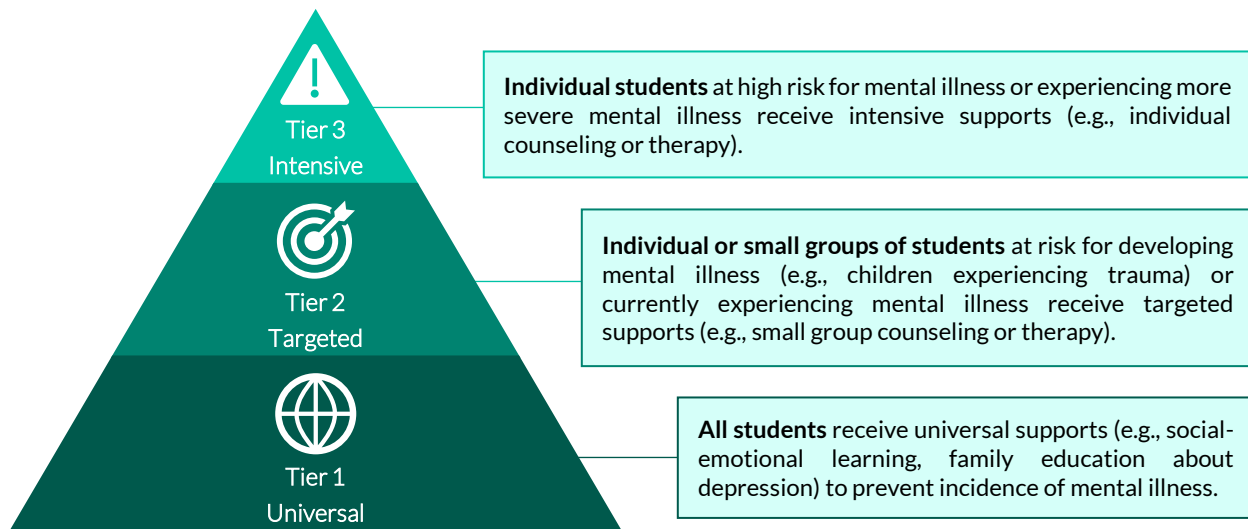 Tier 3
Intensive
Individual students at high risk for mental illness or experiencing more
severe mental illness receive intensive supports (e.g., individual
counseling or therapy).
Tier 2
Targeted
Individual or small groups of students at risk for developing
mental illness (e.g., children experiencing trauma) or
currently experiencing mental illness receive targeted
supports (e.g., small group counseling or therapy).
Tier 1
Universal
All students receive universal supports (e.g., social-
emotional learning, family education about
depression) to prevent incidence of mental illness.